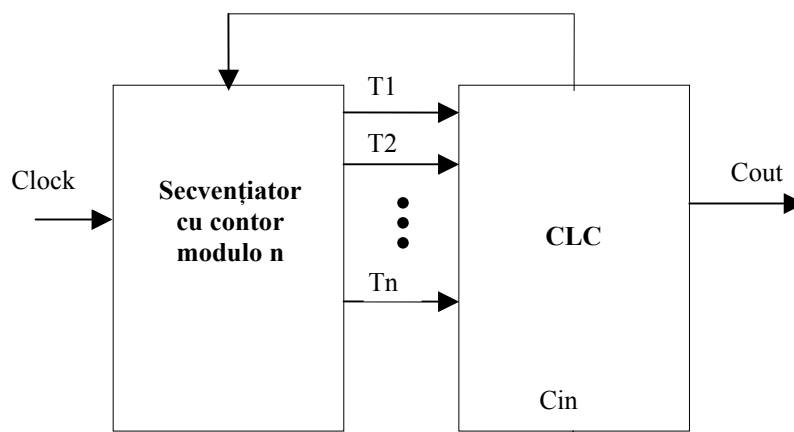 T1
T2
Clock
Secvențiator
cu contor
modulo n
Cout
CLC
Tn
Cin